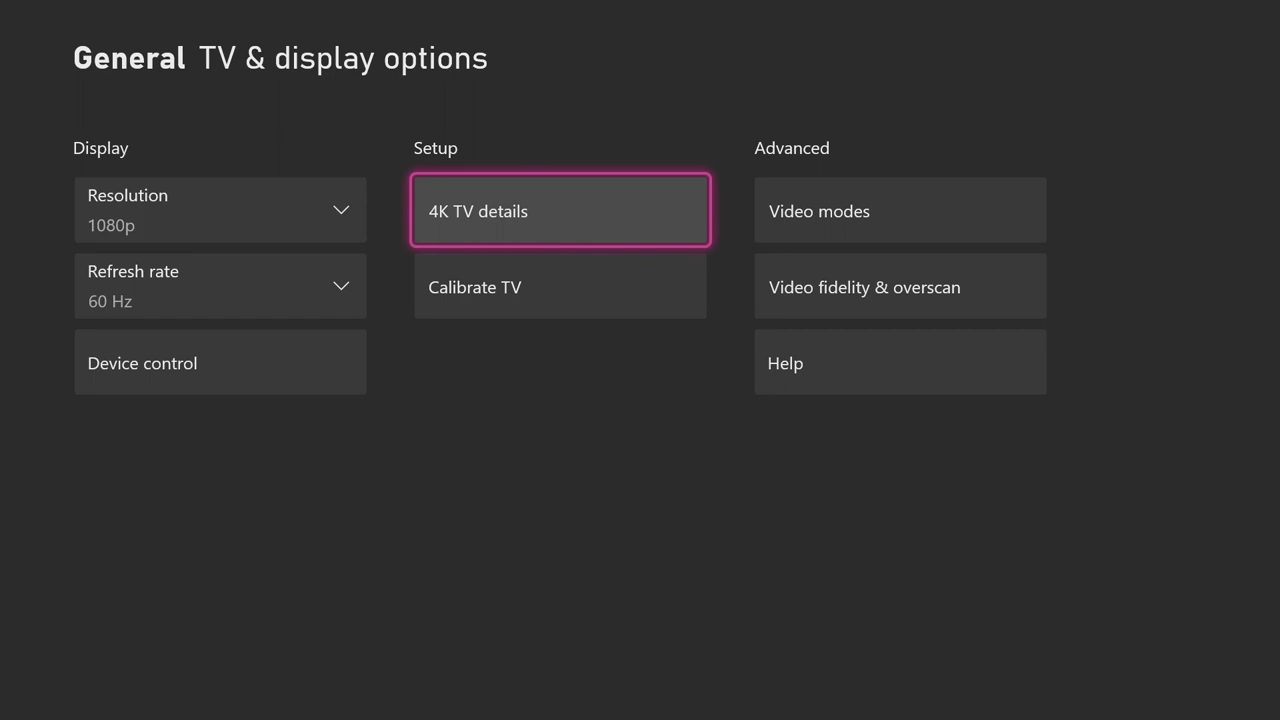 General TV & display options
Display
Resolution
1080p
Refresh rate
60 Hz
Device control
Setup
4K TV details
Calibrate TV
Advanced
Video modes
Video fidelity & overscan
Help